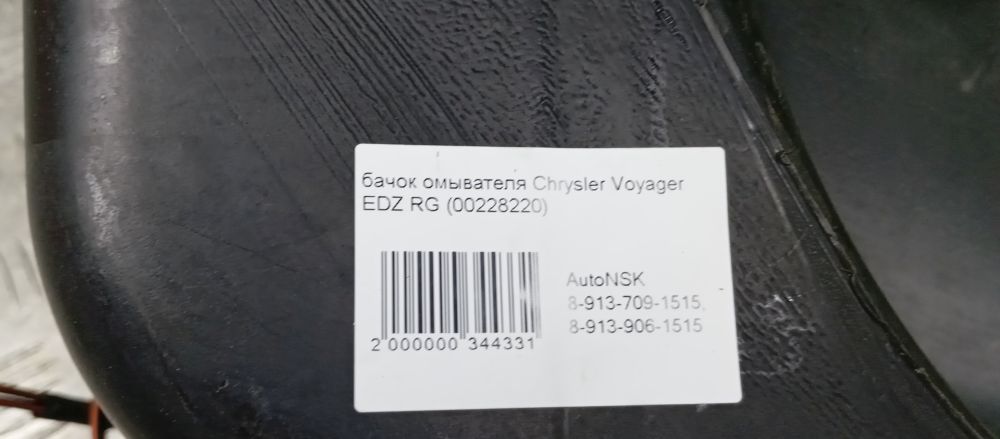 бачок омывателя Chrysler Voyager
EDZ RG (00228220)
AutoNSK
8-913-709-1515,
8-913-906-1515
2 000000 344331